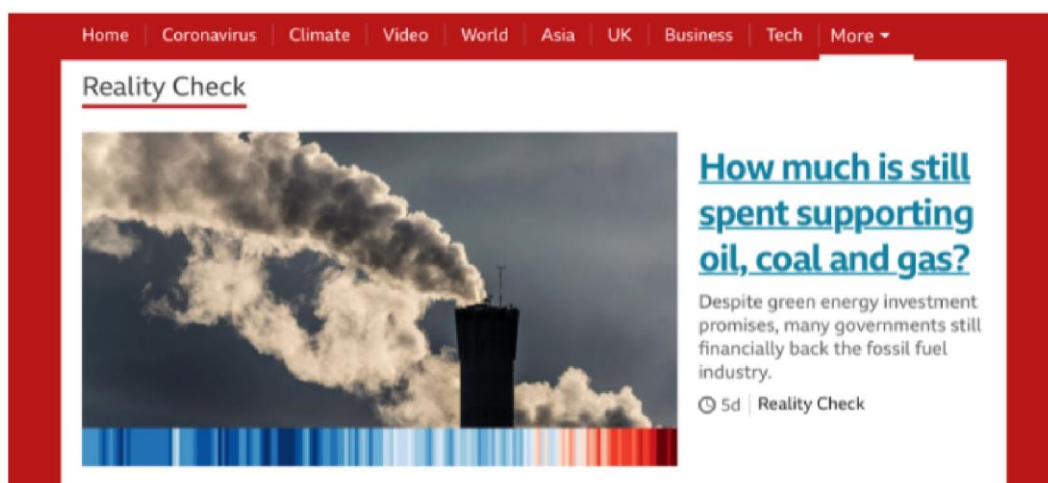 Home Coronavirus Climate Video World Asia UK Business Tech More
Reality Check
How much is still
spent supporting
oil, coal and gas?
Despite green energy investment
promises, many governments still
financially back the fossil fuel
industry.
5d Reality Check